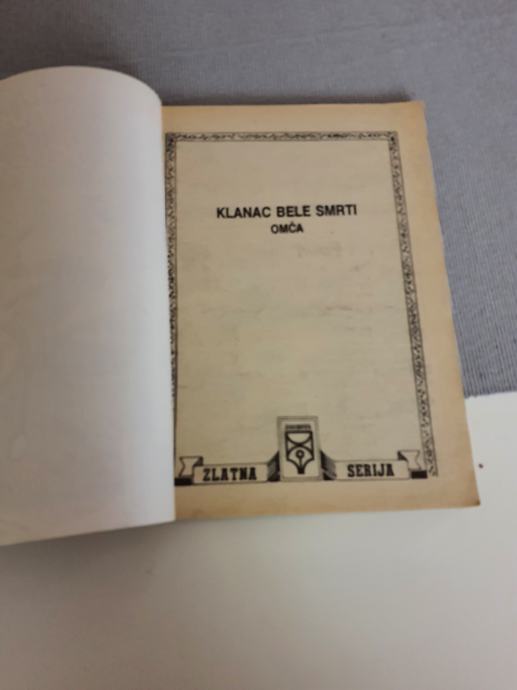 KLANAC BELE SMRTI
OMČA
ZLATNA SERIJA